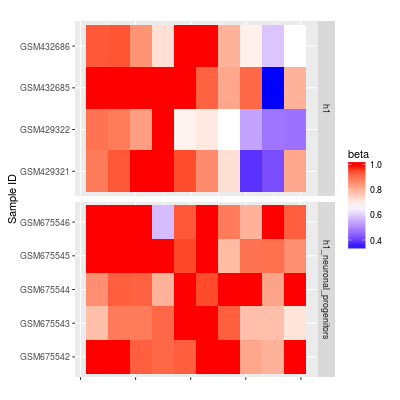 Sample ID
GSM432686
GSM432685
GSM429322
GSM429321
h1
GSM675546
GSM675545
GSM675544
GSM675543
GSM675542
h1_neuronal_progenitors
beta
1.0
0.8
0.6
0.4